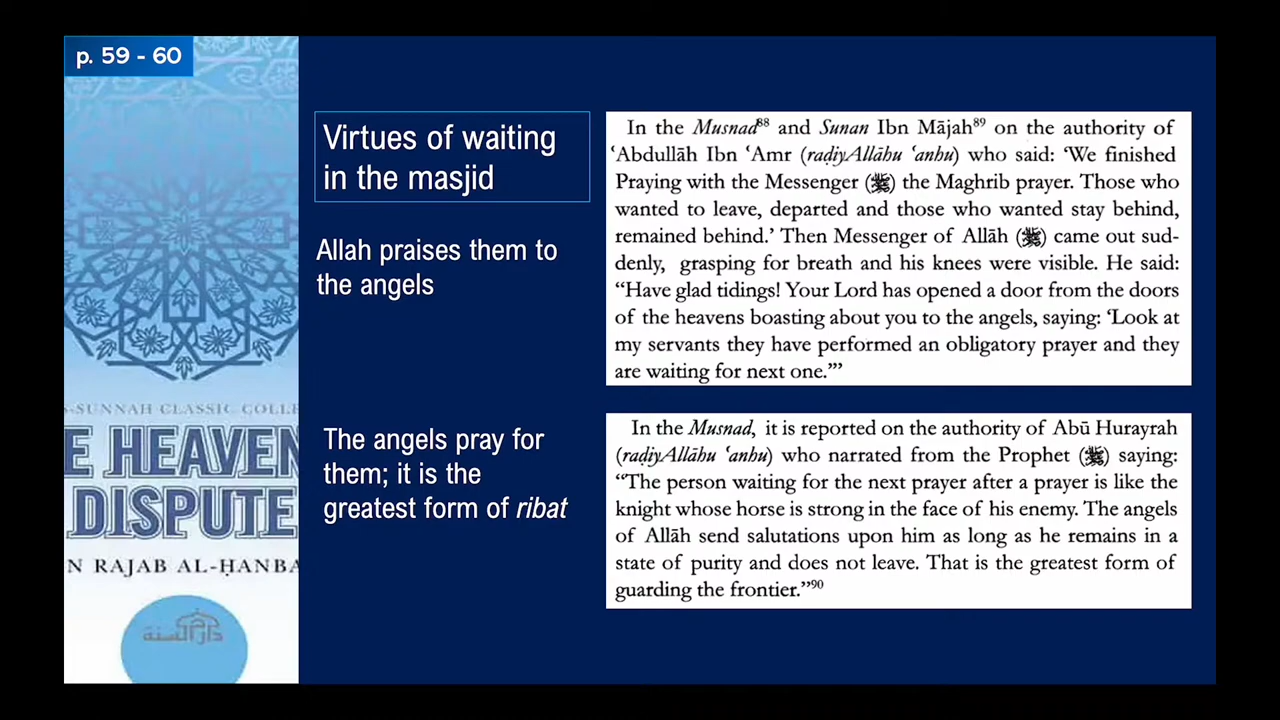 p. 59 - 60
Virtues of waiting
in the masjid
Allah praises them to
the angels
In the Musnad⁸⁸ and Sunan Ibn Mājah⁸⁹ on the authority of
ʿAbdullāh Ibn ʿAmr (raḍiyAllāhu ʿanhu) who said: ‘We finished
Praying with the Messenger (ﷺ) the Maghrib prayer. Those who
wanted to leave, departed and those who wanted stay behind,
remained behind.’ Then Messenger of Allāh (ﷺ) came out sud-
denly, grasping for breath and his knees were visible. He said:
“Have glad tidings! Your Lord has opened a door from the doors
of the heavens boasting about you to the angels, saying: ‘Look at
my servants they have performed an obligatory prayer and they
are waiting for next one.’”
The angels pray for
them; it is the
greatest form of ribat
In the Musnad, it is reported on the authority of Abū Hurayrah
(raḍiyAllāhu ʿanhu) who narrated from the Prophet (ﷺ) saying:
“The person waiting for the next prayer after a prayer is like the
knight whose horse is strong in the face of his enemy. The angels
of Allāh send salutations upon him as long as he remains in a
state of purity and does not leave. That is the greatest form of
guarding the frontier.”⁹⁰
S-SUNNAH CLASSIC COLLE
E HEAVEN
DISPUTE
N RAJAB AL-ḤANBA
دار السنة